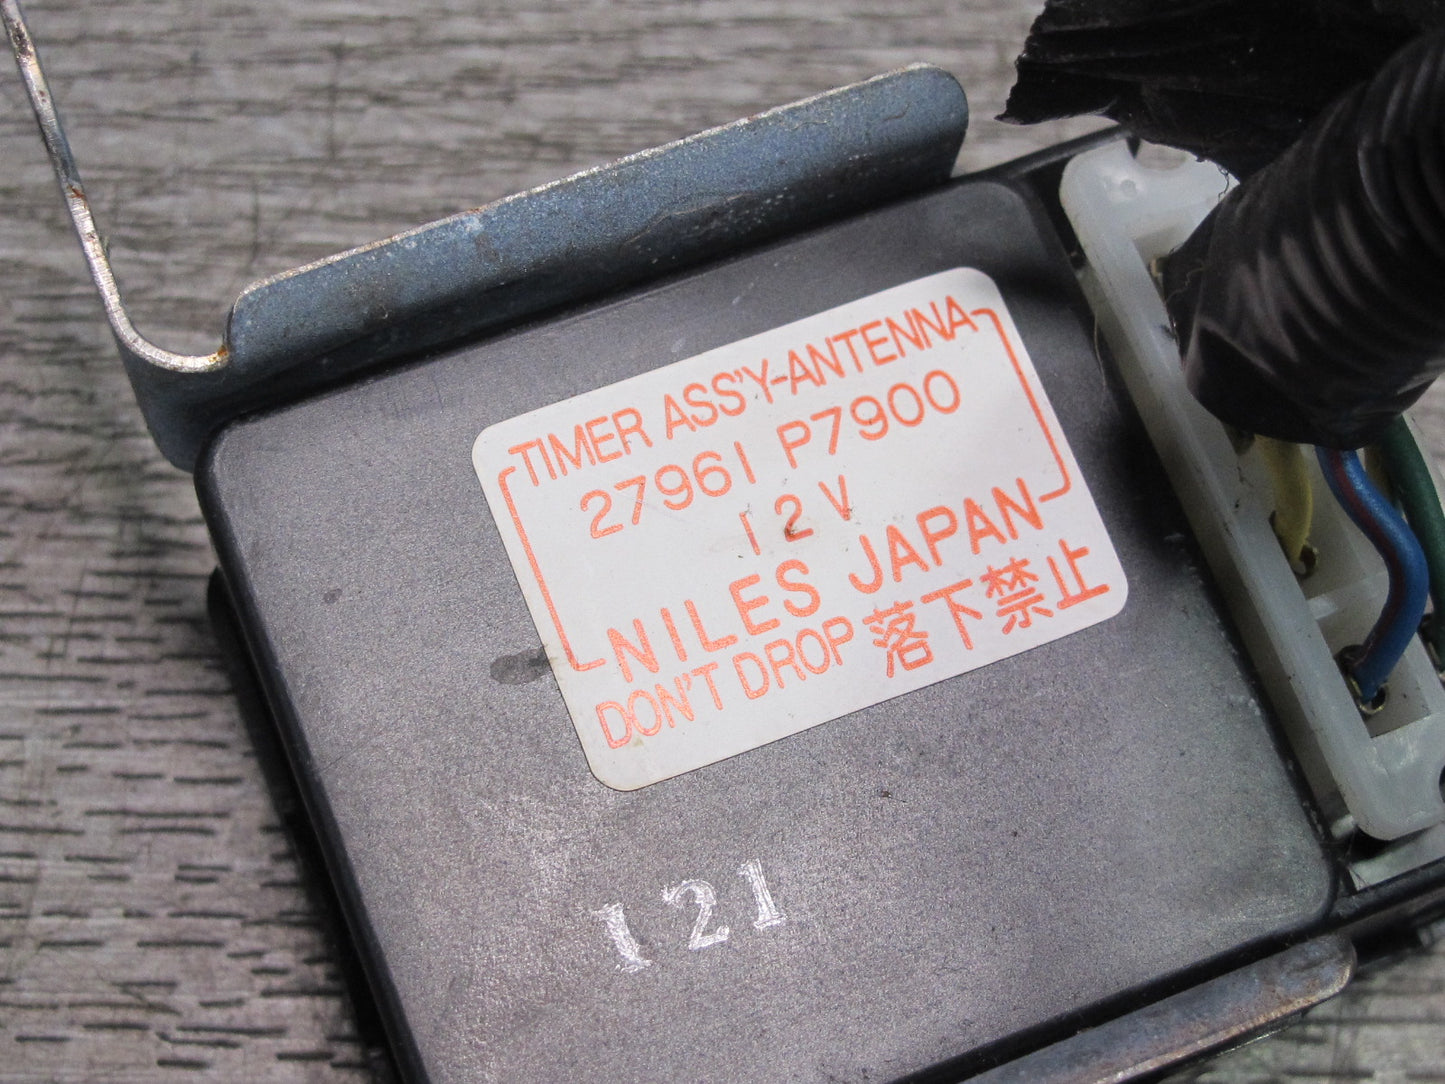 TIMER ASS'Y-ANTENNA
27961 P7900
12V
NILES JAPAN
DON'T DROP 落下禁止
121